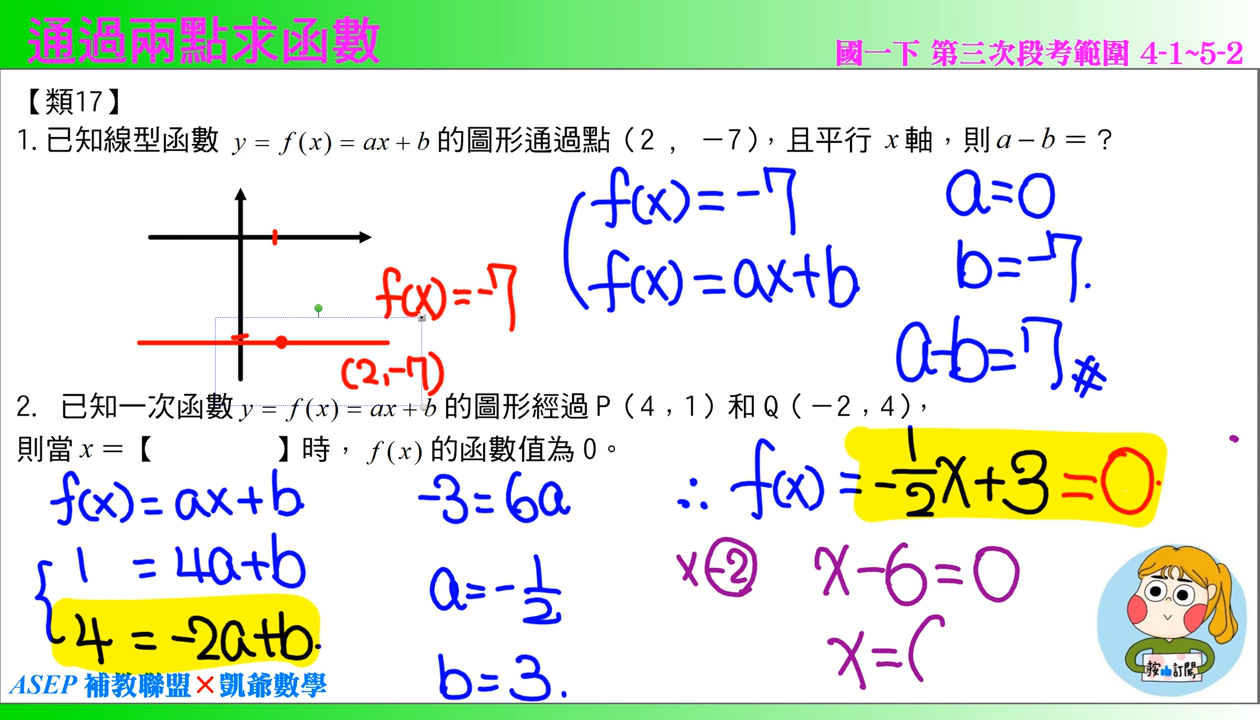 通過兩點求函數
國一下 第三次段考範圍 4-1~5-2
【類17】
1. 已知線型函數 y = f(x) = ax + b 的圖形通過點（2 , －7），且平行 x 軸，則 a－b＝？
f(x) = -7
f(x) = ax+b
a=0
b=-7.
a-b=7#
f(x)=-7
(2,-7)
2. 已知一次函數 y = f(x) = ax + b 的圖形經過P（4,1）和Q（－2,4），
則當 x＝【　　　　】時， f(x) 的函數值為 0。
f(x)= ax+b
1 = 4a+b
4 = -2a+b.
-3=6a
a=-1/2
b=3.
∴ f(x) = -1/2x+3=0.
x-2
x-6=0
x=
ASEP 補教聯盟×凱爺數學
按訂閱